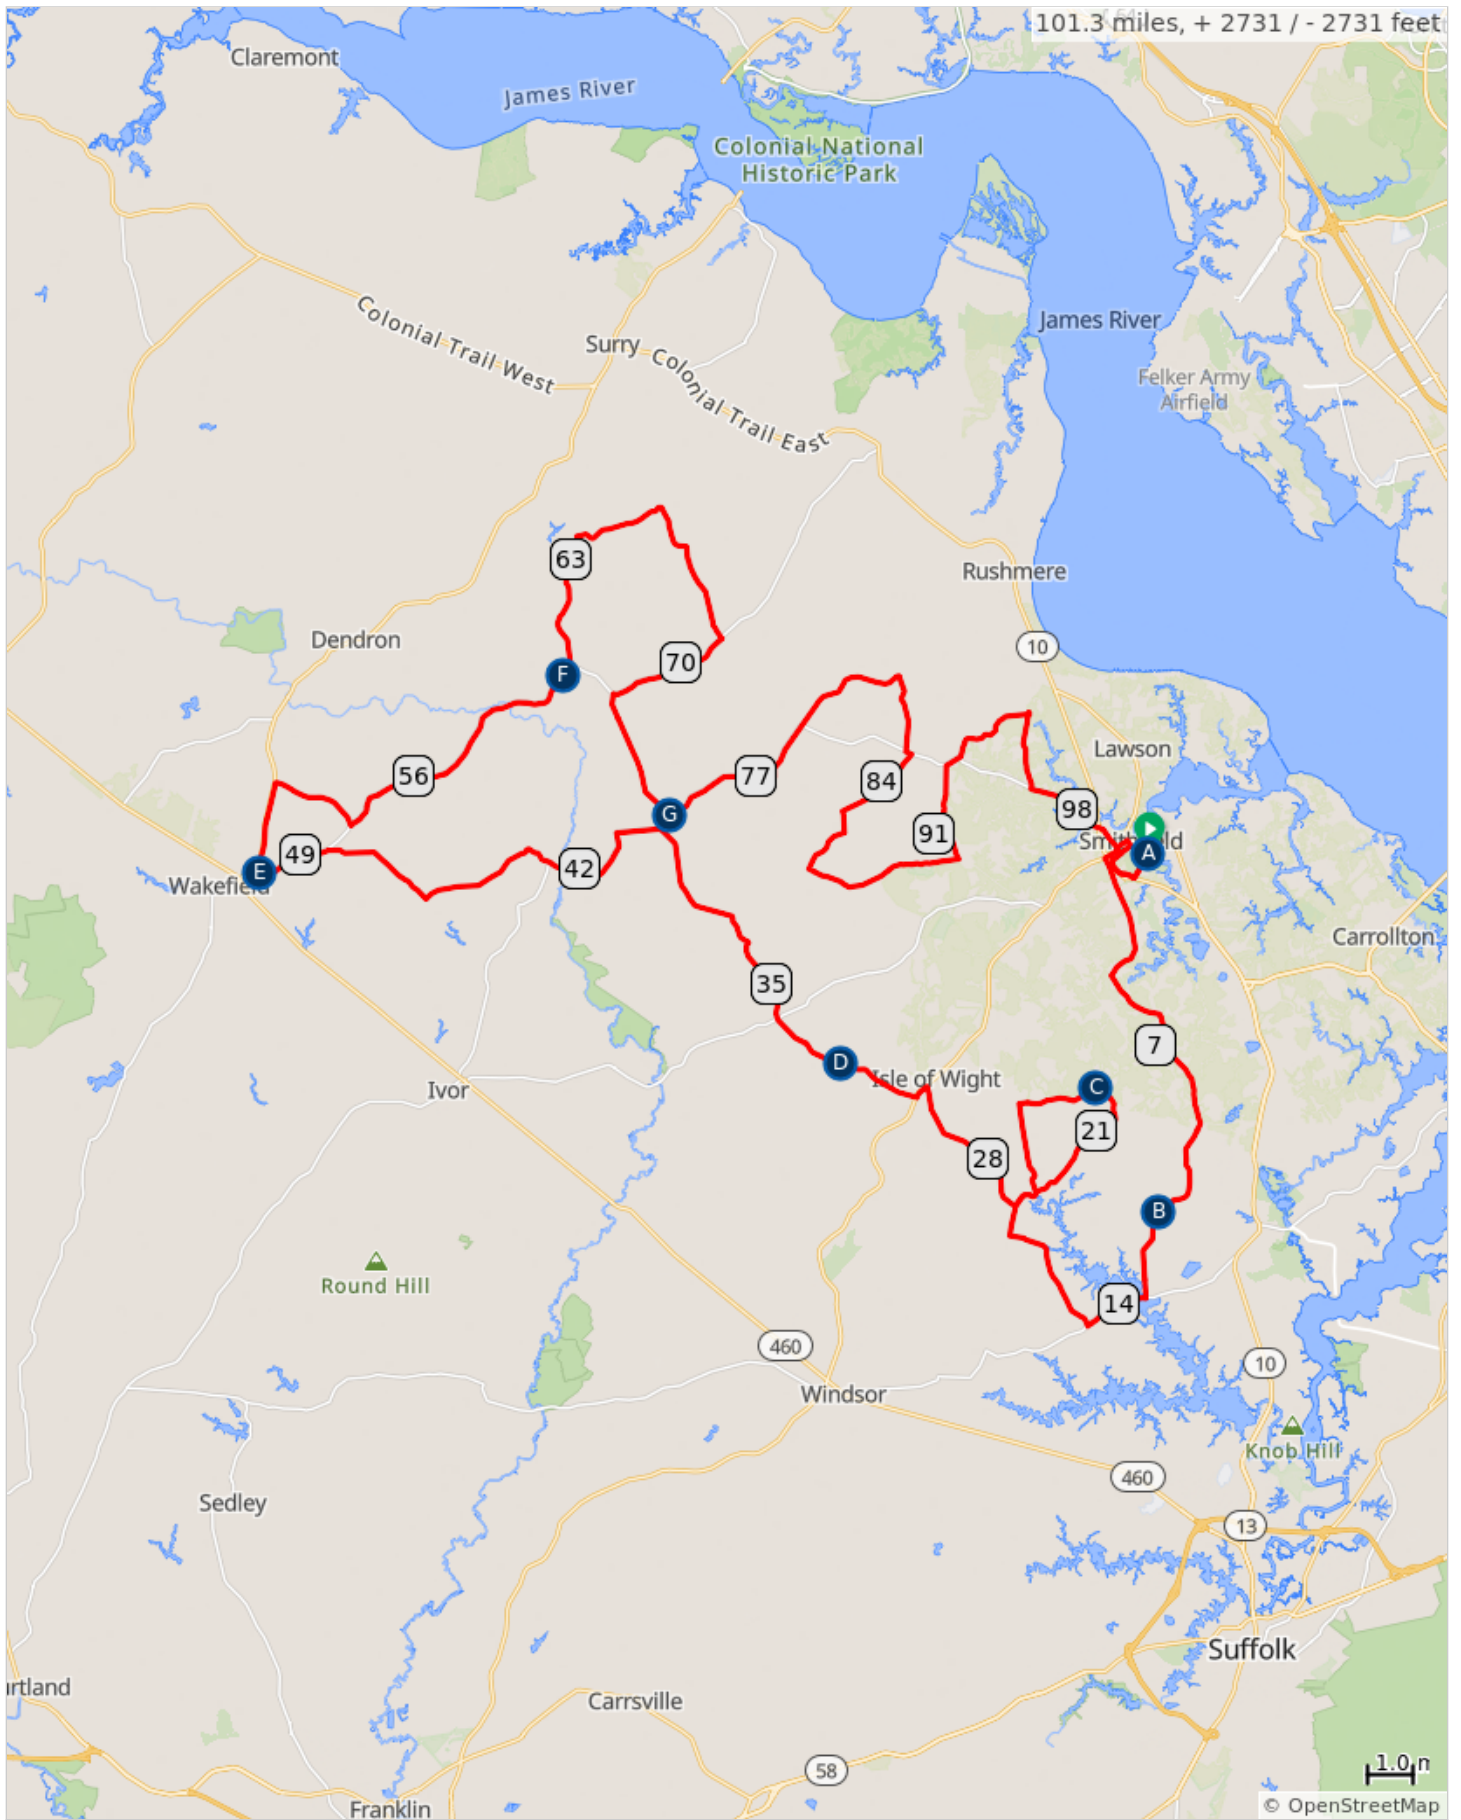 101.3 miles, + 2731 / - 2731 feet
Claremont
James River
Colonial National
Historic Park
James River
Colonial Trail West
Surry
Colonial Trail East
Felker Army
Airfield
63
Rushmere
Dendron
10
70
F
Lawson
56
77
84
98
G
91
Smithfield
A
49
42
E
Wakefield
Carrollton
35
7
D
Isle of Wight
C
Ivor
21
28
B
Round Hill
14
460
10
Windsor
Knob Hill
460
Sedley
13
Suffolk
rtland
Carrsville
58
1.0 m
Franklin
© OpenStreetMap